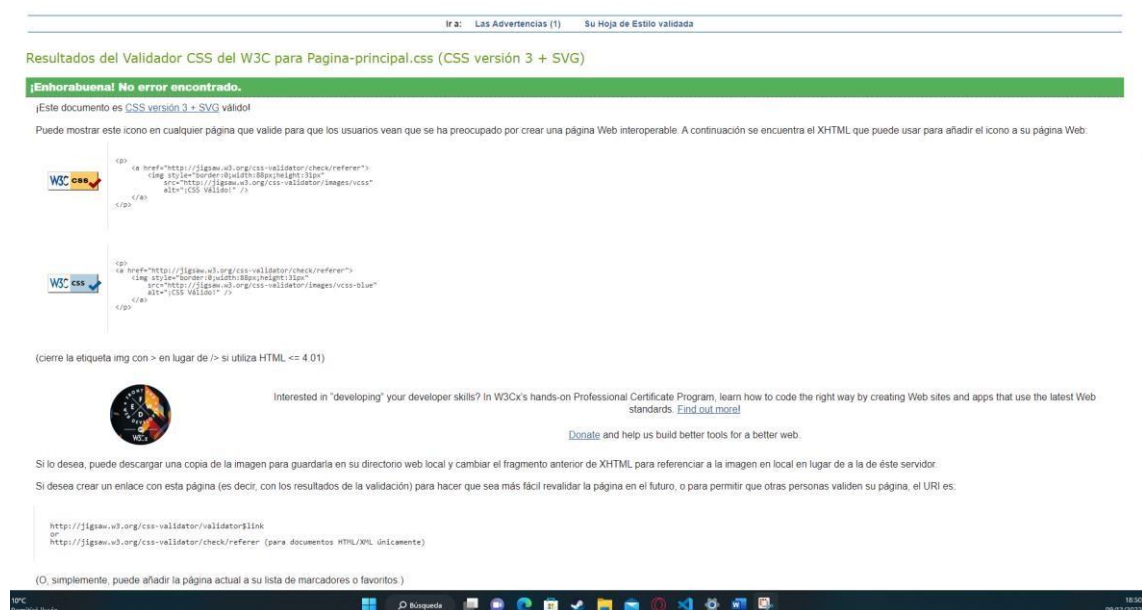 Ir a: Las Advertencias (1) Su Hoja de Estilo validada
Resultados del Validador CSS del W3C para Pagina-principal.css (CSS versión 3 + SVG)
¡Enhorabuena! No error encontrado.
¡Este documento es CSS versión 3 + SVG válido!
Puede mostrar este icono en cualquier página que valide para que los usuarios vean que se ha preocupado por crear una página Web interoperable. A continuación se encuentra el XHTML que puede usar para añadir el icono a su página Web:
W3C css
<p>
<a href="http://jigsaw.w3.org/css-validator/check/referer">
<img style="border:0;width:88px;height:31px"
src="http://jigsaw.w3.org/css-validator/images/vcss"
alt="¡CSS Válido!" />
</a>
</p>
W3C css
<p>
<a href="http://jigsaw.w3.org/css-validator/check/referer">
<img style="border:0;width:88px;height:31px"
src="http://jigsaw.w3.org/css-validator/images/vcss-blue"
alt="¡CSS Válido!" />
</a>
</p>
(cierre la etiqueta img con > en lugar de /> si utiliza HTML <= 4.01)
Interested in "developing" your developer skills? In W3Cx's hands-on Professional Certificate Program, learn how to code the right way by creating Web sites and apps that use the latest Web
standards. Find out more!
W3Cx
Donate and help us build better tools for a better web.
Si lo desea, puede descargar una copia de la imagen para guardarla en su directorio web local y cambiar el fragmento anterior de XHTML para referenciar a la imagen en local en lugar de a la de éste servidor.
Si desea crear un enlace con esta página (es decir, con los resultados de la validación) para hacer que sea más fácil revalidar la página en el futuro, o para permitir que otras personas validen su página, el URI es:
http://jigsaw.w3.org/css-validator/validator$link
or
http://jigsaw.w3.org/css-validator/check/referer (para documentos HTML/XML únicamente)
(O, simplemente, puede añadir la página actual a su lista de marcadores o favoritos.)
10°C
Búsqueda
18:50